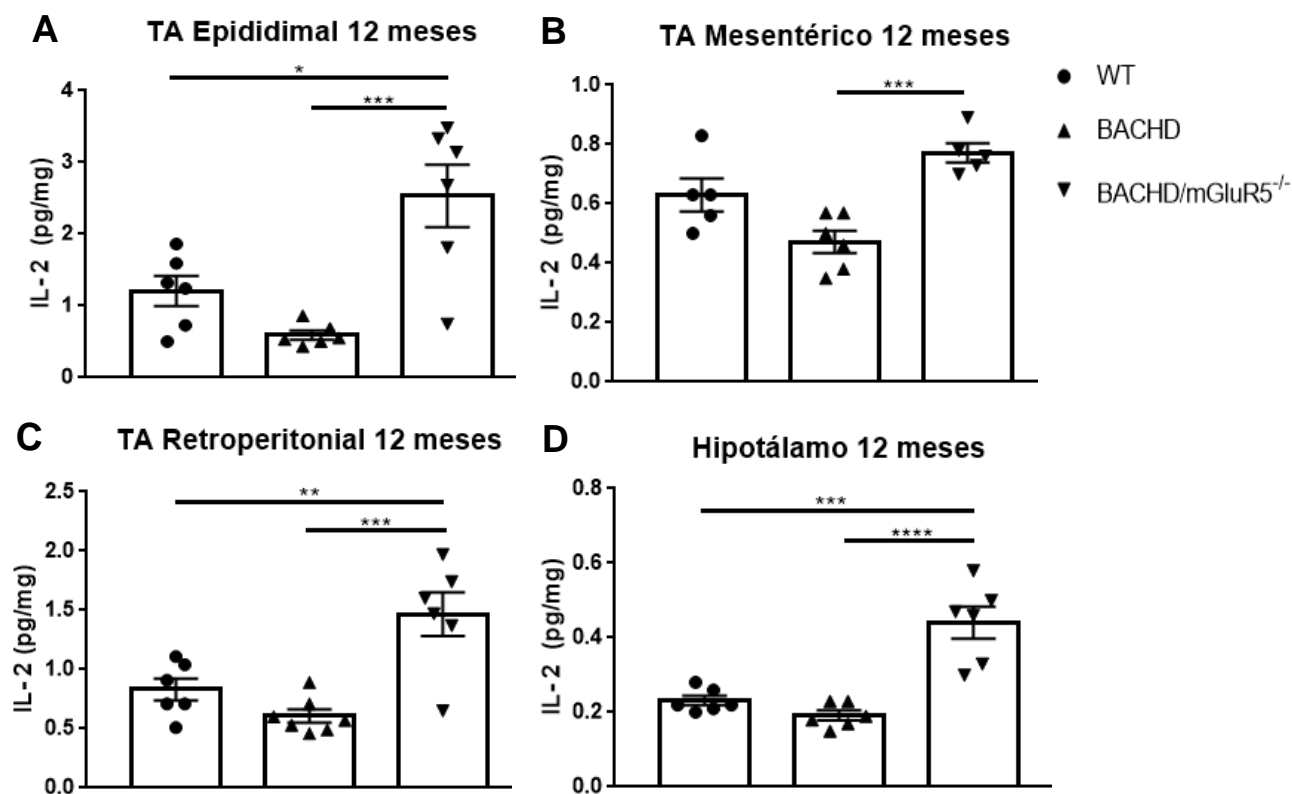 A
TA Epididimal 12 meses
*
***
IL- 2 (pg/mg)
4
3
2
1
0
B
TA Mesentérico 12 meses
***
IL- 2 (pg/mg)
1.0
0.8
0.6
0.4
0.2
0.0
WT
BACHD
BACHD/mGluR5-/-
C
TA Retroperitonial 12 meses
**
***
IL- 2 (pg/mg)
2.5
2.0
1.5
1.0
0.5
0.0
D
Hipotálamo 12 meses
***
****
IL- 2 (pg/mg)
0.8
0.6
0.4
0.2
0.0